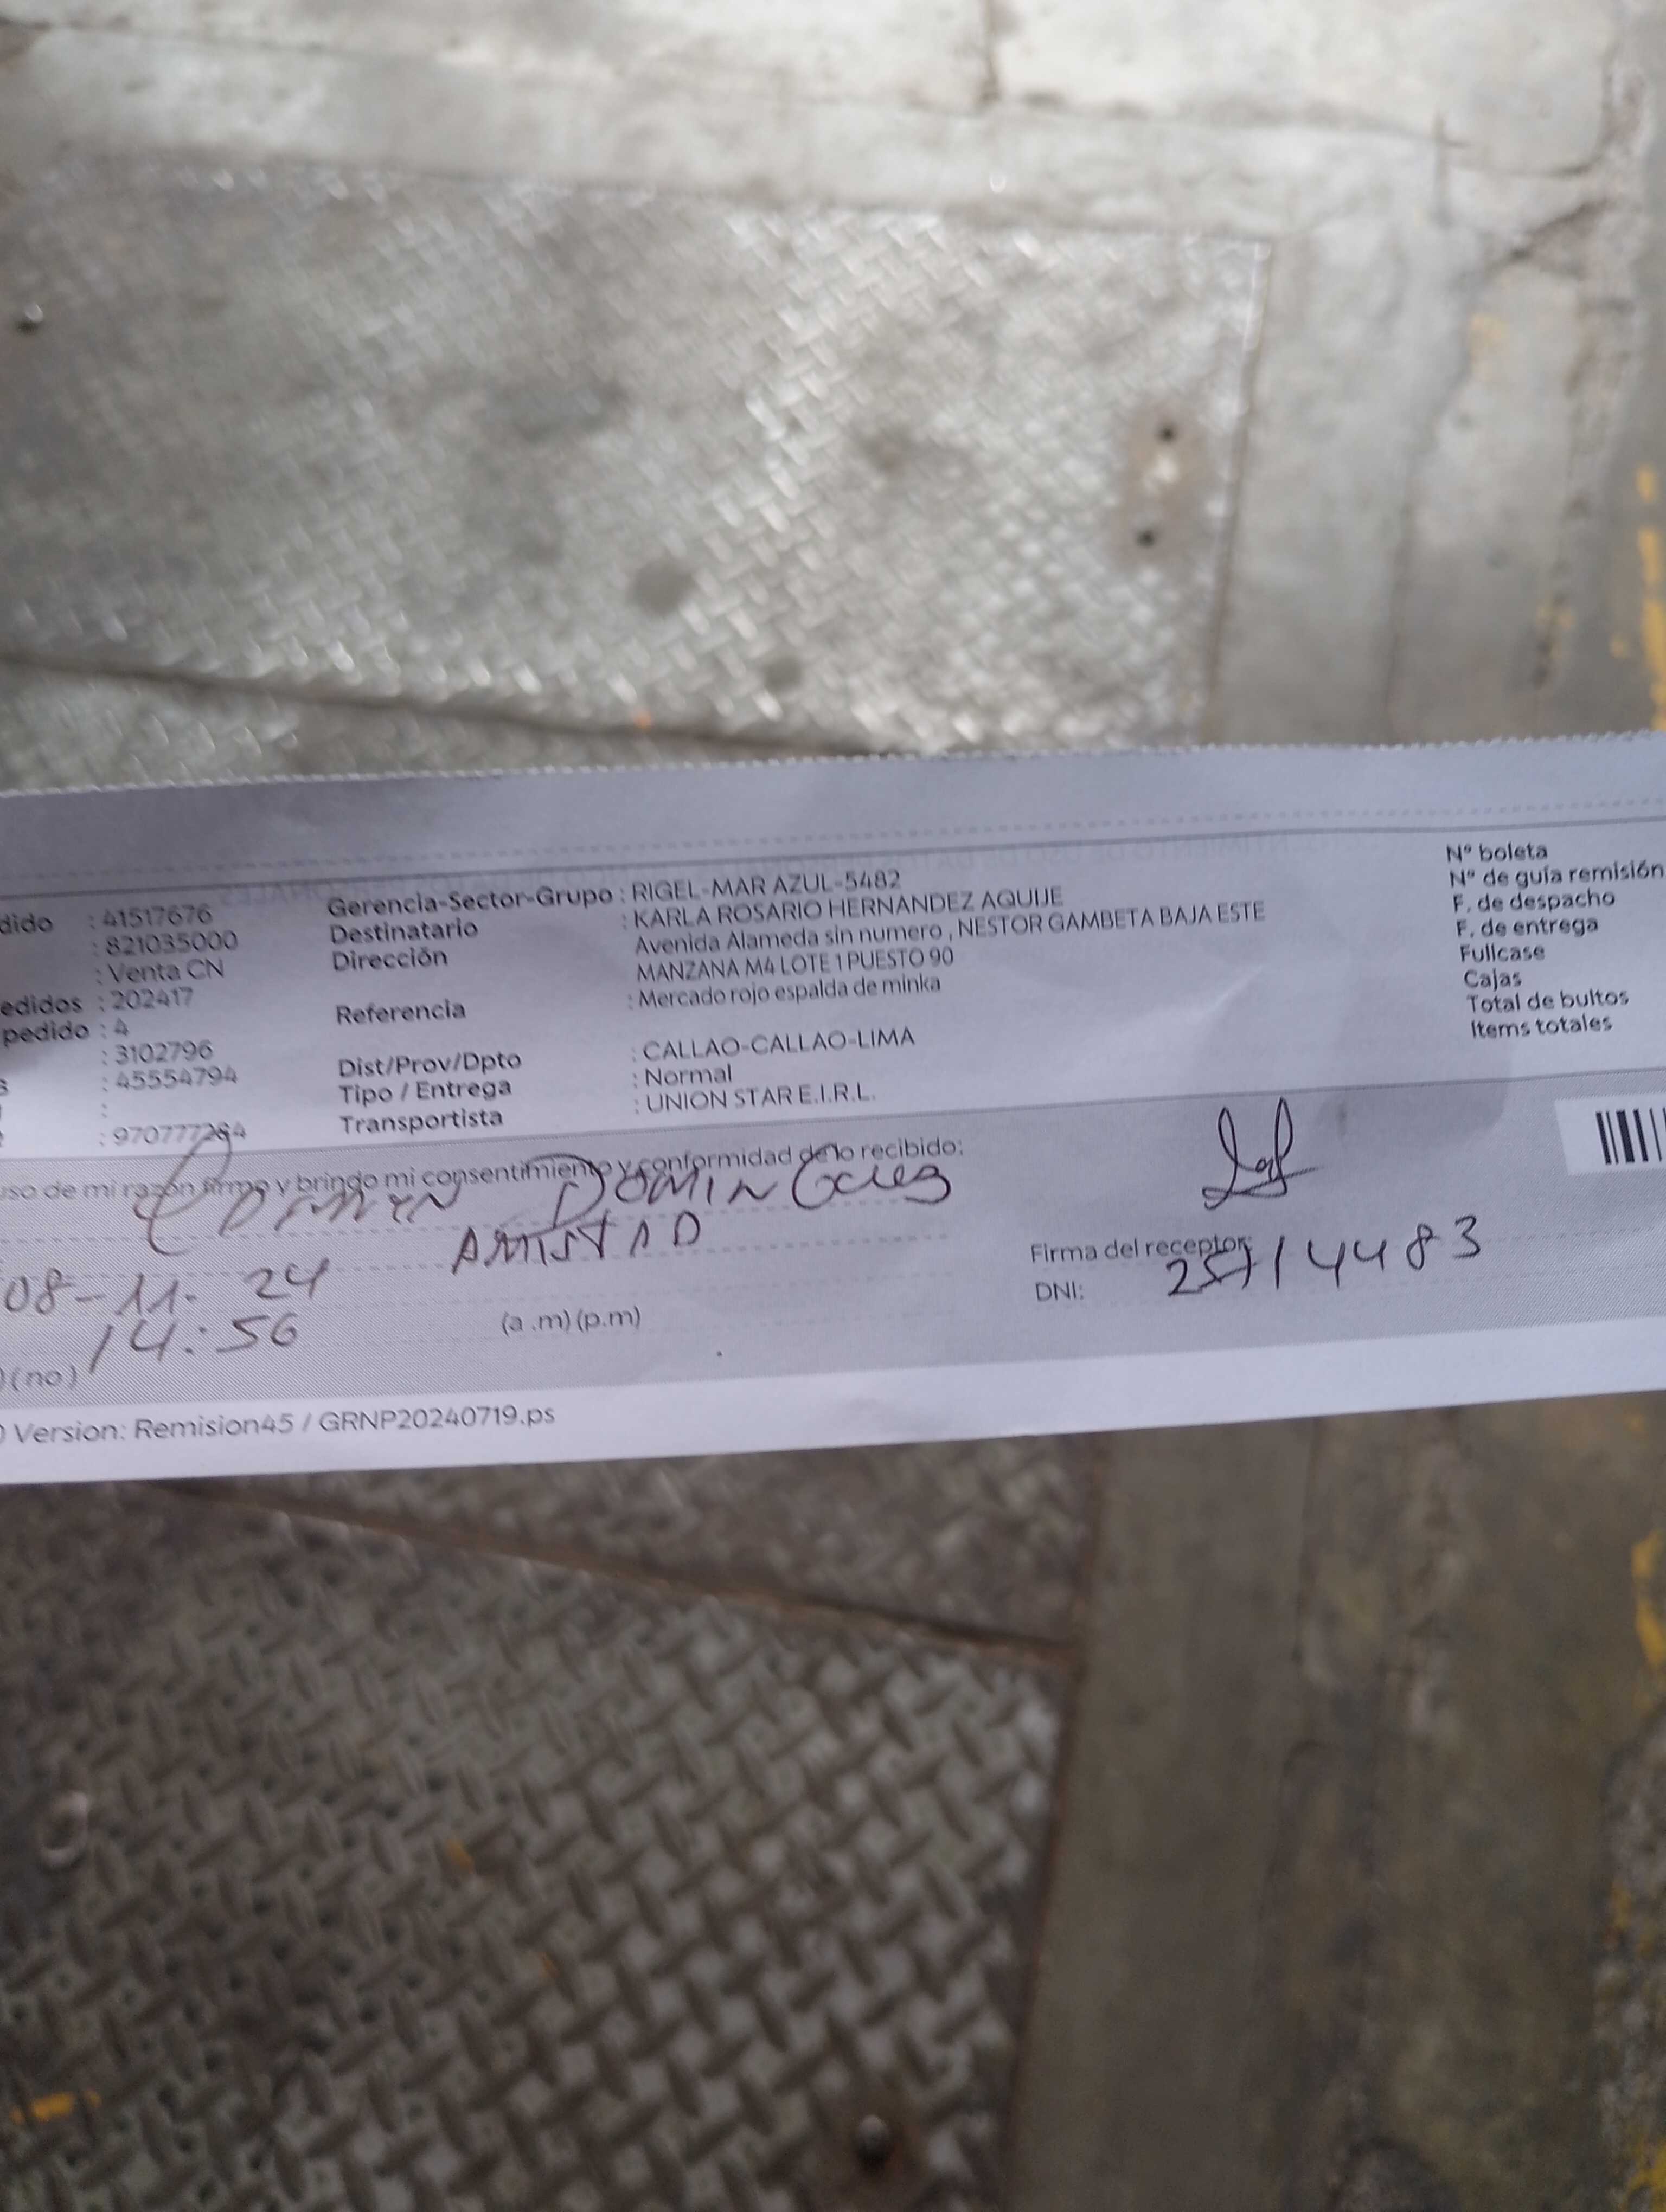 dido : 41517676 Gerencia-Sector-Grupo : RIGEL-MAR AZUL-5482 Nº boleta
: 821035000 Destinatario : KARLA ROSARIO HERNANDEZ AQUIJE Nº de guía remisión
: Venta CN Dirección Avenida Alameda sin numero , NESTOR GAMBETA BAJA ESTE F. de despacho
edidos : 202417 MANZANA M4 LOTE 1 PUESTO 90 F. de entrega
pedido : 4 Referencia : Mercado rojo espalda de minka Fullcase
: 3102796 Dist/Prov/Dpto : CALLAO-CALLAO-LIMA Cajas
s : 45554794 Tipo / Entrega : Normal Total de bultos
: Transportista : UNION STAR E.I.R.L. Items totales
: 970777264
uso de mi razón firmo y brindo mi consentimiento y conformidad de lo recibido:
AMISTAD
Firma del receptor:
08-11- 24 DNI: 25714483
14:56 (a .m) (p.m)
) (no)
) Version: Remision45 / GRNP20240719.ps